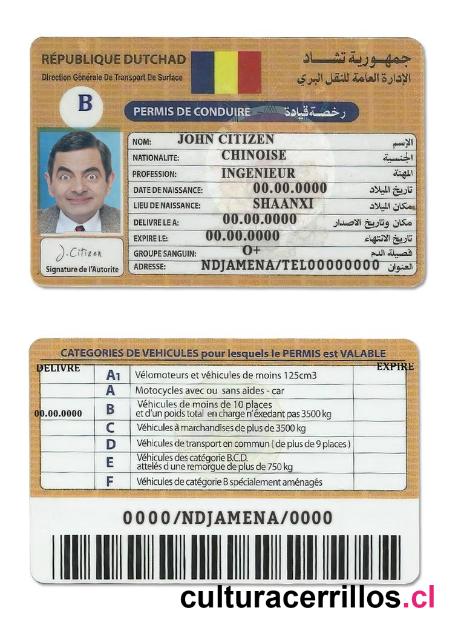 RÉPUBLIQUE DUTCHAD
جمهورية تشاد
Direction Générale De Transport De Surface
الإدارة العامة للنقل البري
B
PERMIS DE CONDUIRE
رخصة قيادة
NOM: JOHN CITIZEN الإسم
NATIONALITE: CHINOISE الجنسية
PROFESSION: INGENIEUR المهنة
DATE DE NAISSANCE: 00.00.0000 تاريخ الميلاد
LIEU DE NAISSANCE: SHAANXI مكان الميلاد
DELIVRE LE A: 00.00.0000 مكان وتاريخ الاصدار
EXPIRE LE: 00.00.0000 تاريخ الانتهاء
GROUPE SANGUIN: O+ فصيلة الدم
ADRESSE: NDJAMENA/TEL00000000 العنوان
J. Citizen
Signature de l'Autorite
CATEGORIES DE VEHICULES pour lesquels le PERMIS est VALABLE
DELIVRE
EXPIRE
A1 Vélomoteurs et véhicules de moins 125cm3
A Motocycles avec ou sans aides - car
00.00.0000 B Véhicules de moins de 10 places
et d'un poids total en charge n'éxedant pas 3500 kg
C Véhicules à marchandises de plus de 3500 kg
D Véhicules de transport en commun ( de plus de 9 places )
E Véhicules des catégorie B.C.D.
attelés d une remorgue de plus de 750 kg
F Véhicules de catégorie B spécialement aménagés
0000/NDJAMENA/0000
culturacerrillos.cl